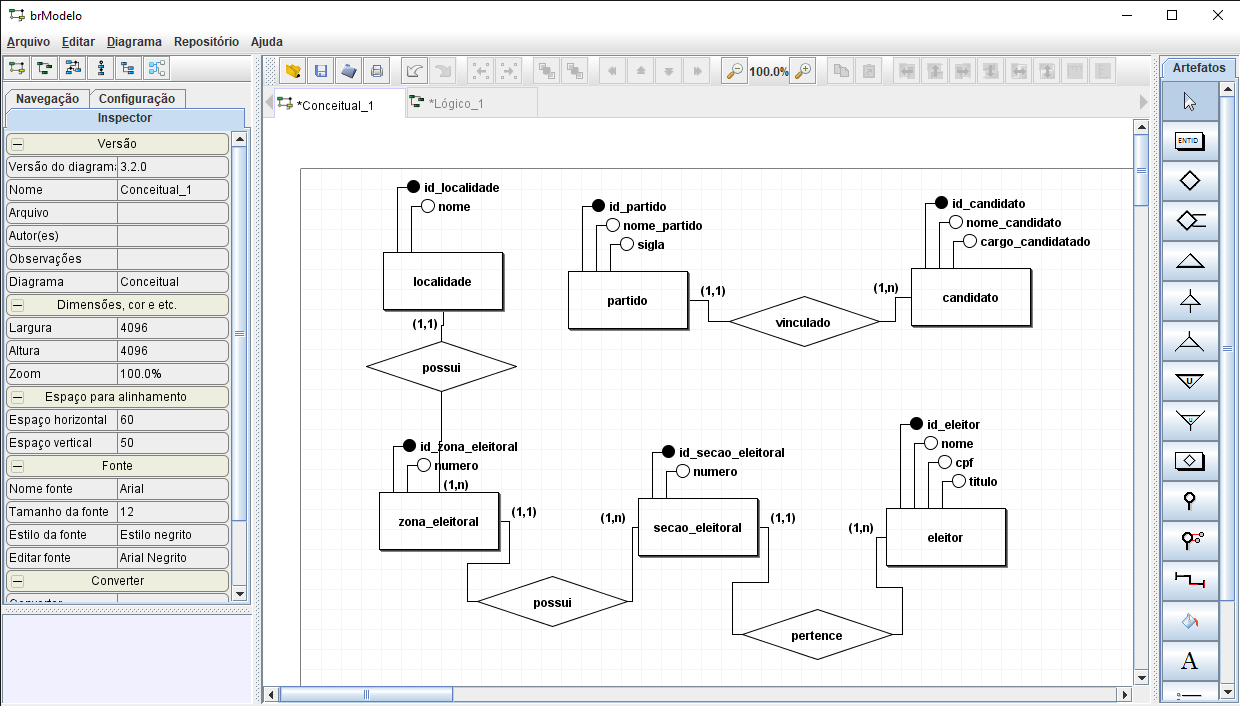 brModelo
Arquivo Editar Diagrama Repositório Ajuda
100.0%
Navegação Configuração
Inspector
Versão
Versão do diagrama 3.2.0
Nome Conceitual_1
Arquivo
Autor(es)
Observações
Diagrama Conceitual
Dimensões, cor e etc.
Largura 4096
Altura 4096
Zoom 100.0%
Espaço para alinhamento
Espaço horizontal 60
Espaço vertical 50
Fonte
Nome fonte Arial
Tamanho da fonte 12
Estilo da fonte Estilo negrito
Editar fonte Arial Negrito
Converter
*Conceitual_1 *Lógico_1
id_localidade
nome
localidade
(1,1)
possui
id_partido
nome_partido
sigla
partido
(1,1)
vinculado
(1,n)
id_candidato
nome_candidato
cargo_candidatado
candidato
id_zona_eleitoral
numero
(1,n)
zona_eleitoral
(1,1)
possui
(1,n)
id_secao_eleitoral
numero
secao_eleitoral
(1,1)
pertence
(1,n)
id_eleitor
nome
cpf
titulo
eleitor
Artefatos
ENTID
U
A